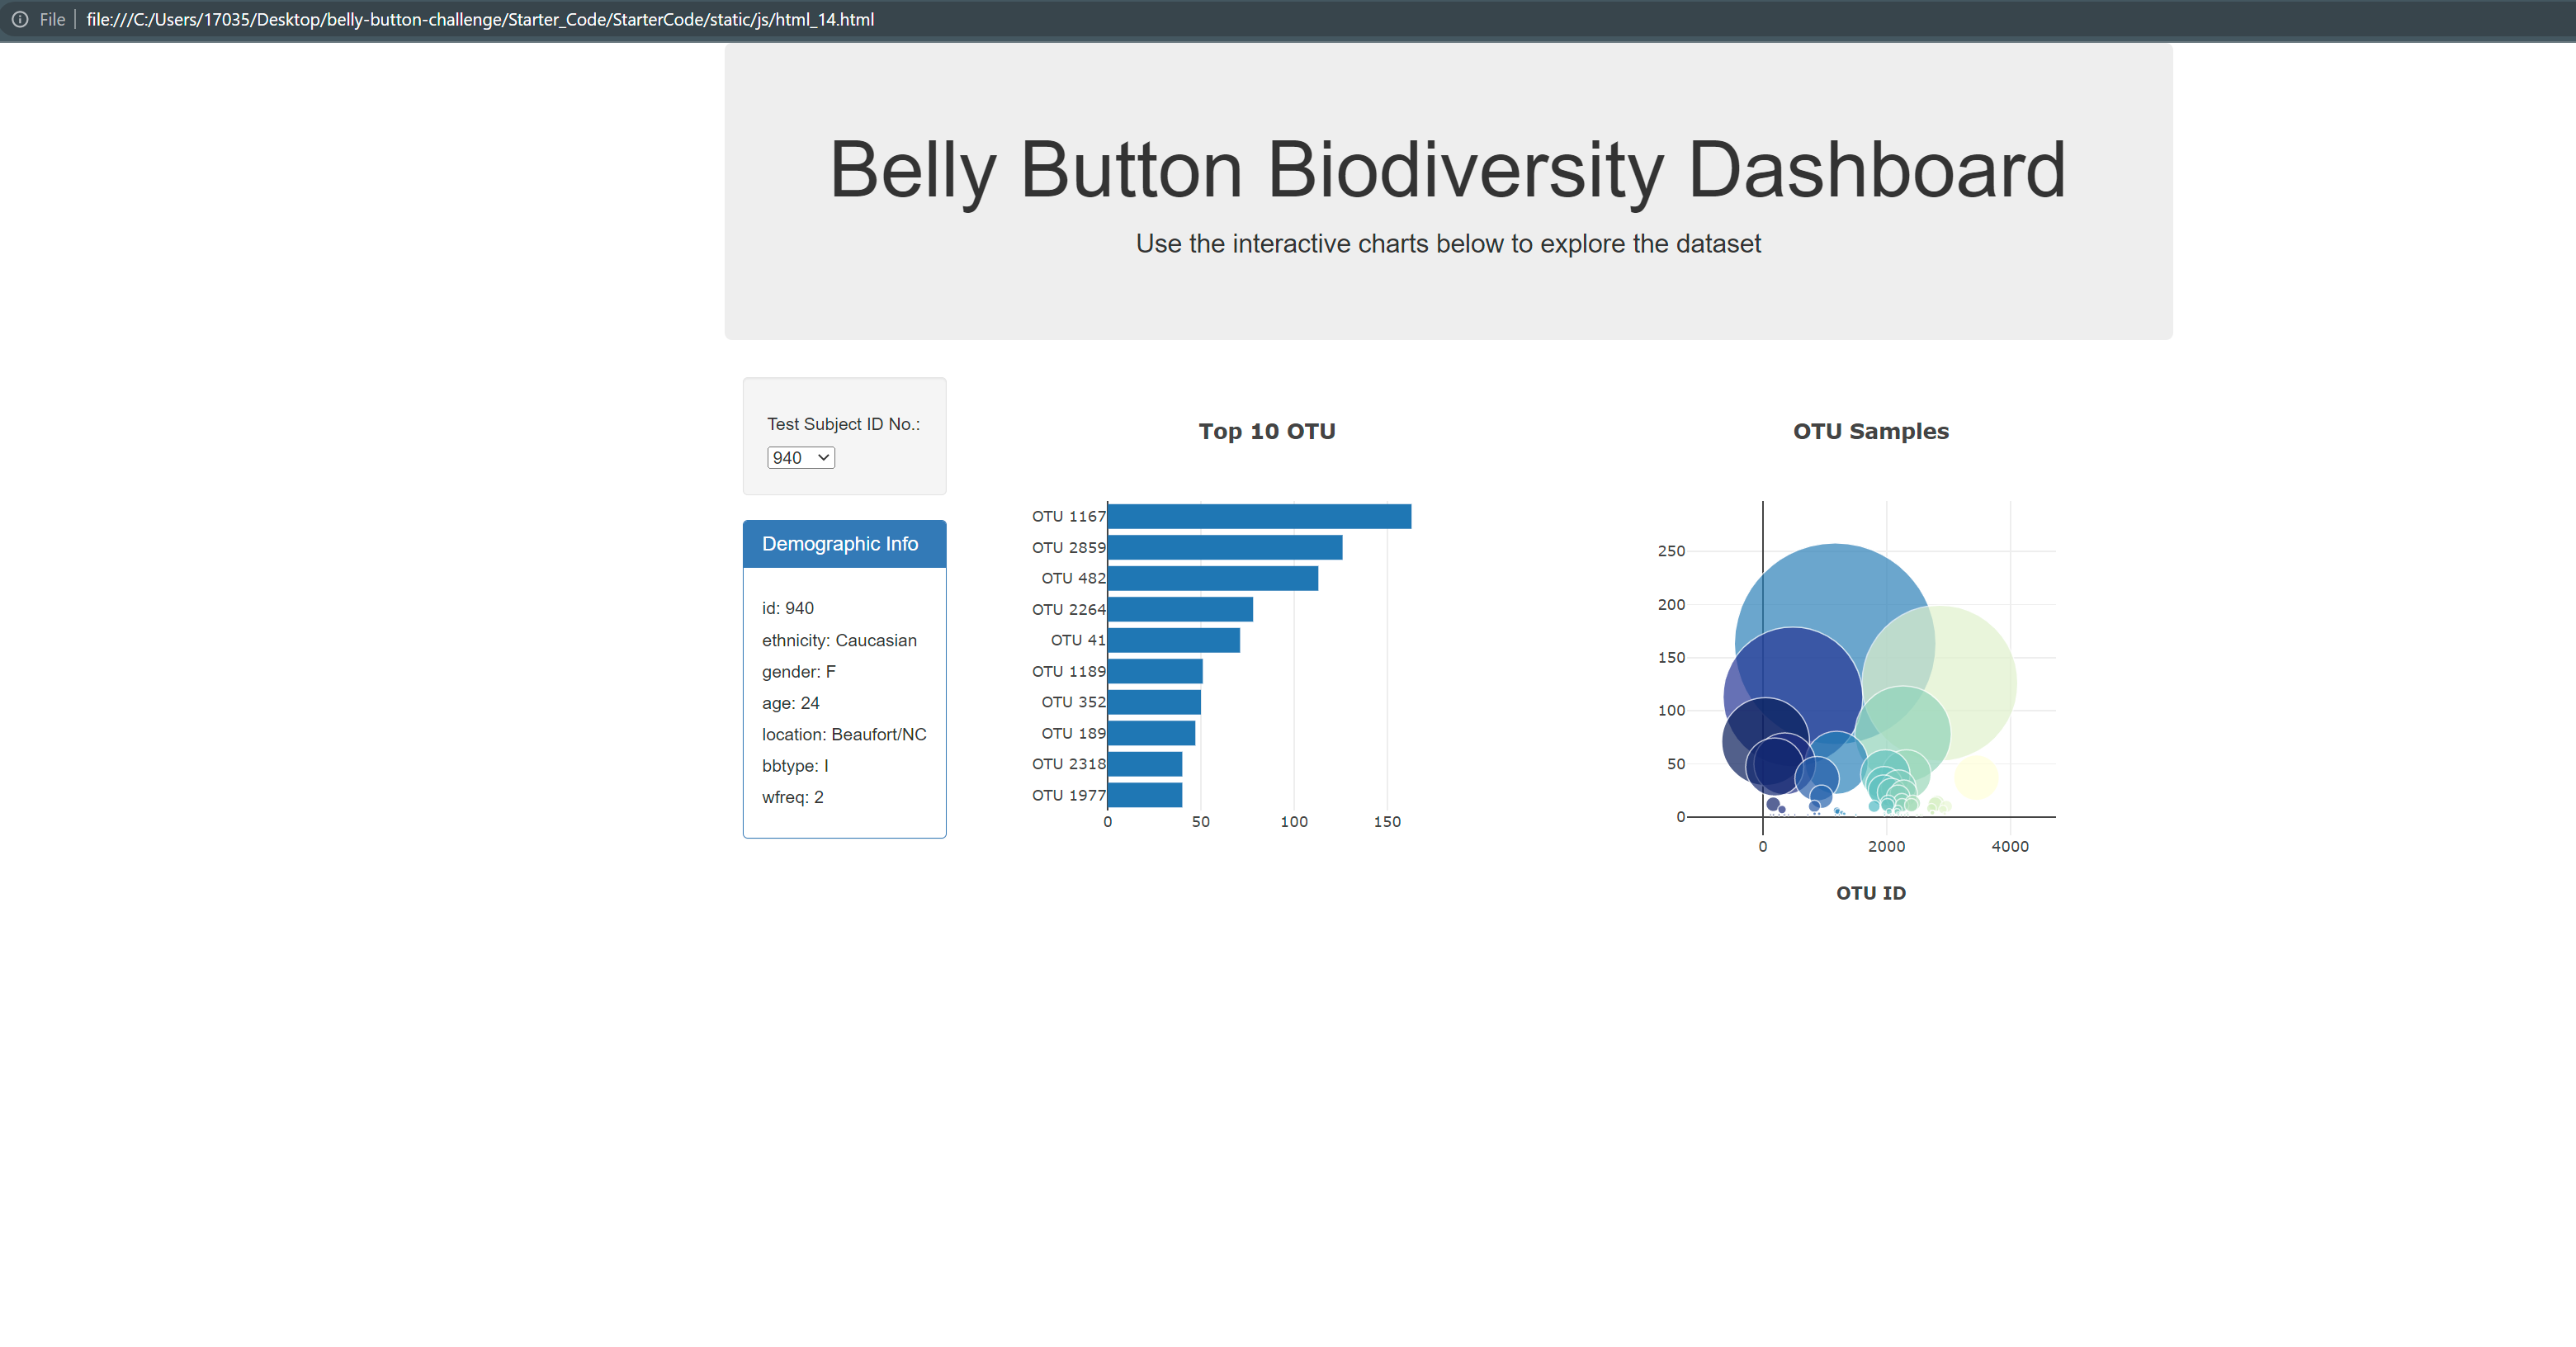 File file:///C:/Users/17035/Desktop/belly-button-challenge/Starter_Code/StarterCode/static/js/html_14.html
Belly Button Biodiversity Dashboard
Use the interactive charts below to explore the dataset
Test Subject ID No.:
940
Demographic Info
id: 940
ethnicity: Caucasian
gender: F
age: 24
location: Beaufort/NC
bbtype: I
wfreq: 2
Top 10 OTU
OTU 1167
OTU 2859
OTU 482
OTU 2264
OTU 41
OTU 1189
OTU 352
OTU 189
OTU 2318
OTU 1977
0 50 100 150
OTU Samples
250
200
150
100
50
0
0 2000 4000
OTU ID